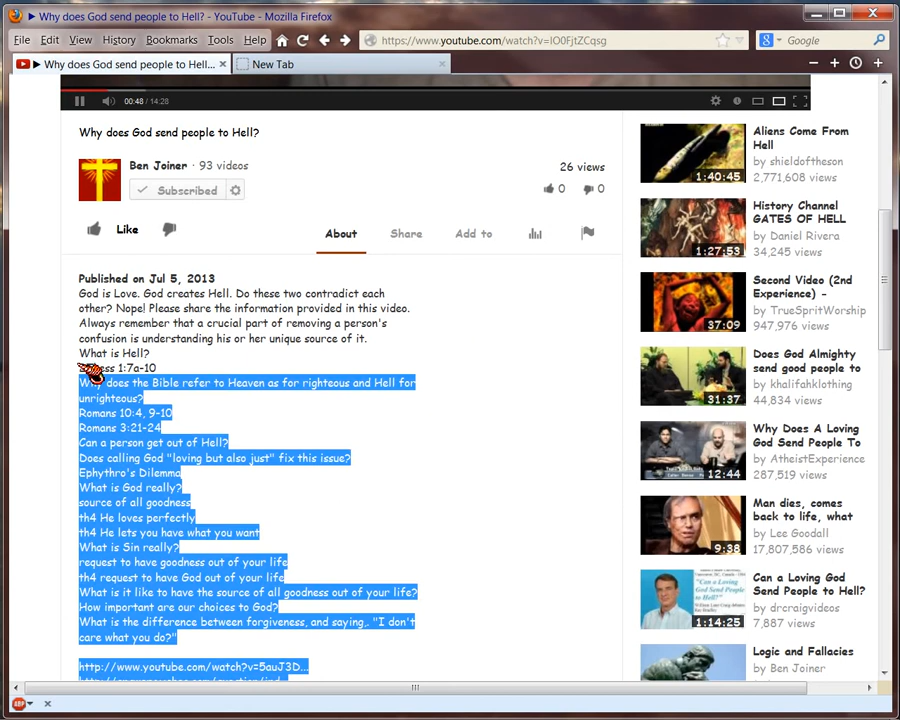 Why does God send people to Hell? - YouTube - Mozilla Firefox
File Edit View History Bookmarks Tools Help
https://www.youtube.com/watch?v=IO0FjtZCqsg
Google
Why does God send people to Hell...
New Tab
00:48 / 14:28
Why does God send people to Hell?
Ben Joiner · 93 videos
Subscribed
26 views
0 0
Like
About Share Add to
Published on Jul 5, 2013
God is Love. God creates Hell. Do these two contradict each
other? Nope! Please share the information provided in this video.
Always remember that a crucial part of removing a person's
confusion is understanding his or her unique source of it.
What is Hell?
1:7a-10
Why does the Bible refer to Heaven as for righteous and Hell for
unrighteous?
Romans 10:4, 9-10
Romans 3:21-24
Can a person get out of Hell?
Does calling God "loving but also just" fix this issue?
Ephythro's Dilemma
What is God really?
source of all goodness
th4 He loves perfectly
th4 He lets you have what you want
What is Sin really?
request to have goodness out of your life
th4 request to have God out of your life
What is it like to have the source of all goodness out of your life?
How important are our choices to God?
What is the difference between forgiveness, and saying,. "I don't
care what you do?"
http://www.youtube.com/watch?v=5auJ3D...
Aliens Come From
Hell
by shieldoftheson
2,771,608 views
1:40:45
History Channel
GATES OF HELL
by Daniel Rivera
34,245 views
1:27:53
Second Video (2nd
Experience) -
by TrueSpritWorship
947,976 views
37:09
Does God Almighty
send good people to
by khalifahklothing
44,834 views
31:37
Why Does A Loving
God Send People To
by AtheistExperience
287,519 views
12:44
Man dies, comes
back to life, what
by Lee Goodall
17,807,586 views
9:38
Can a Loving God
Send People to Hell?
by drcraigvideos
7,887 views
"Can a Loving God
Send People to
Hell?"
1:14:25
Logic and Fallacies
by Ben Joiner
ABP